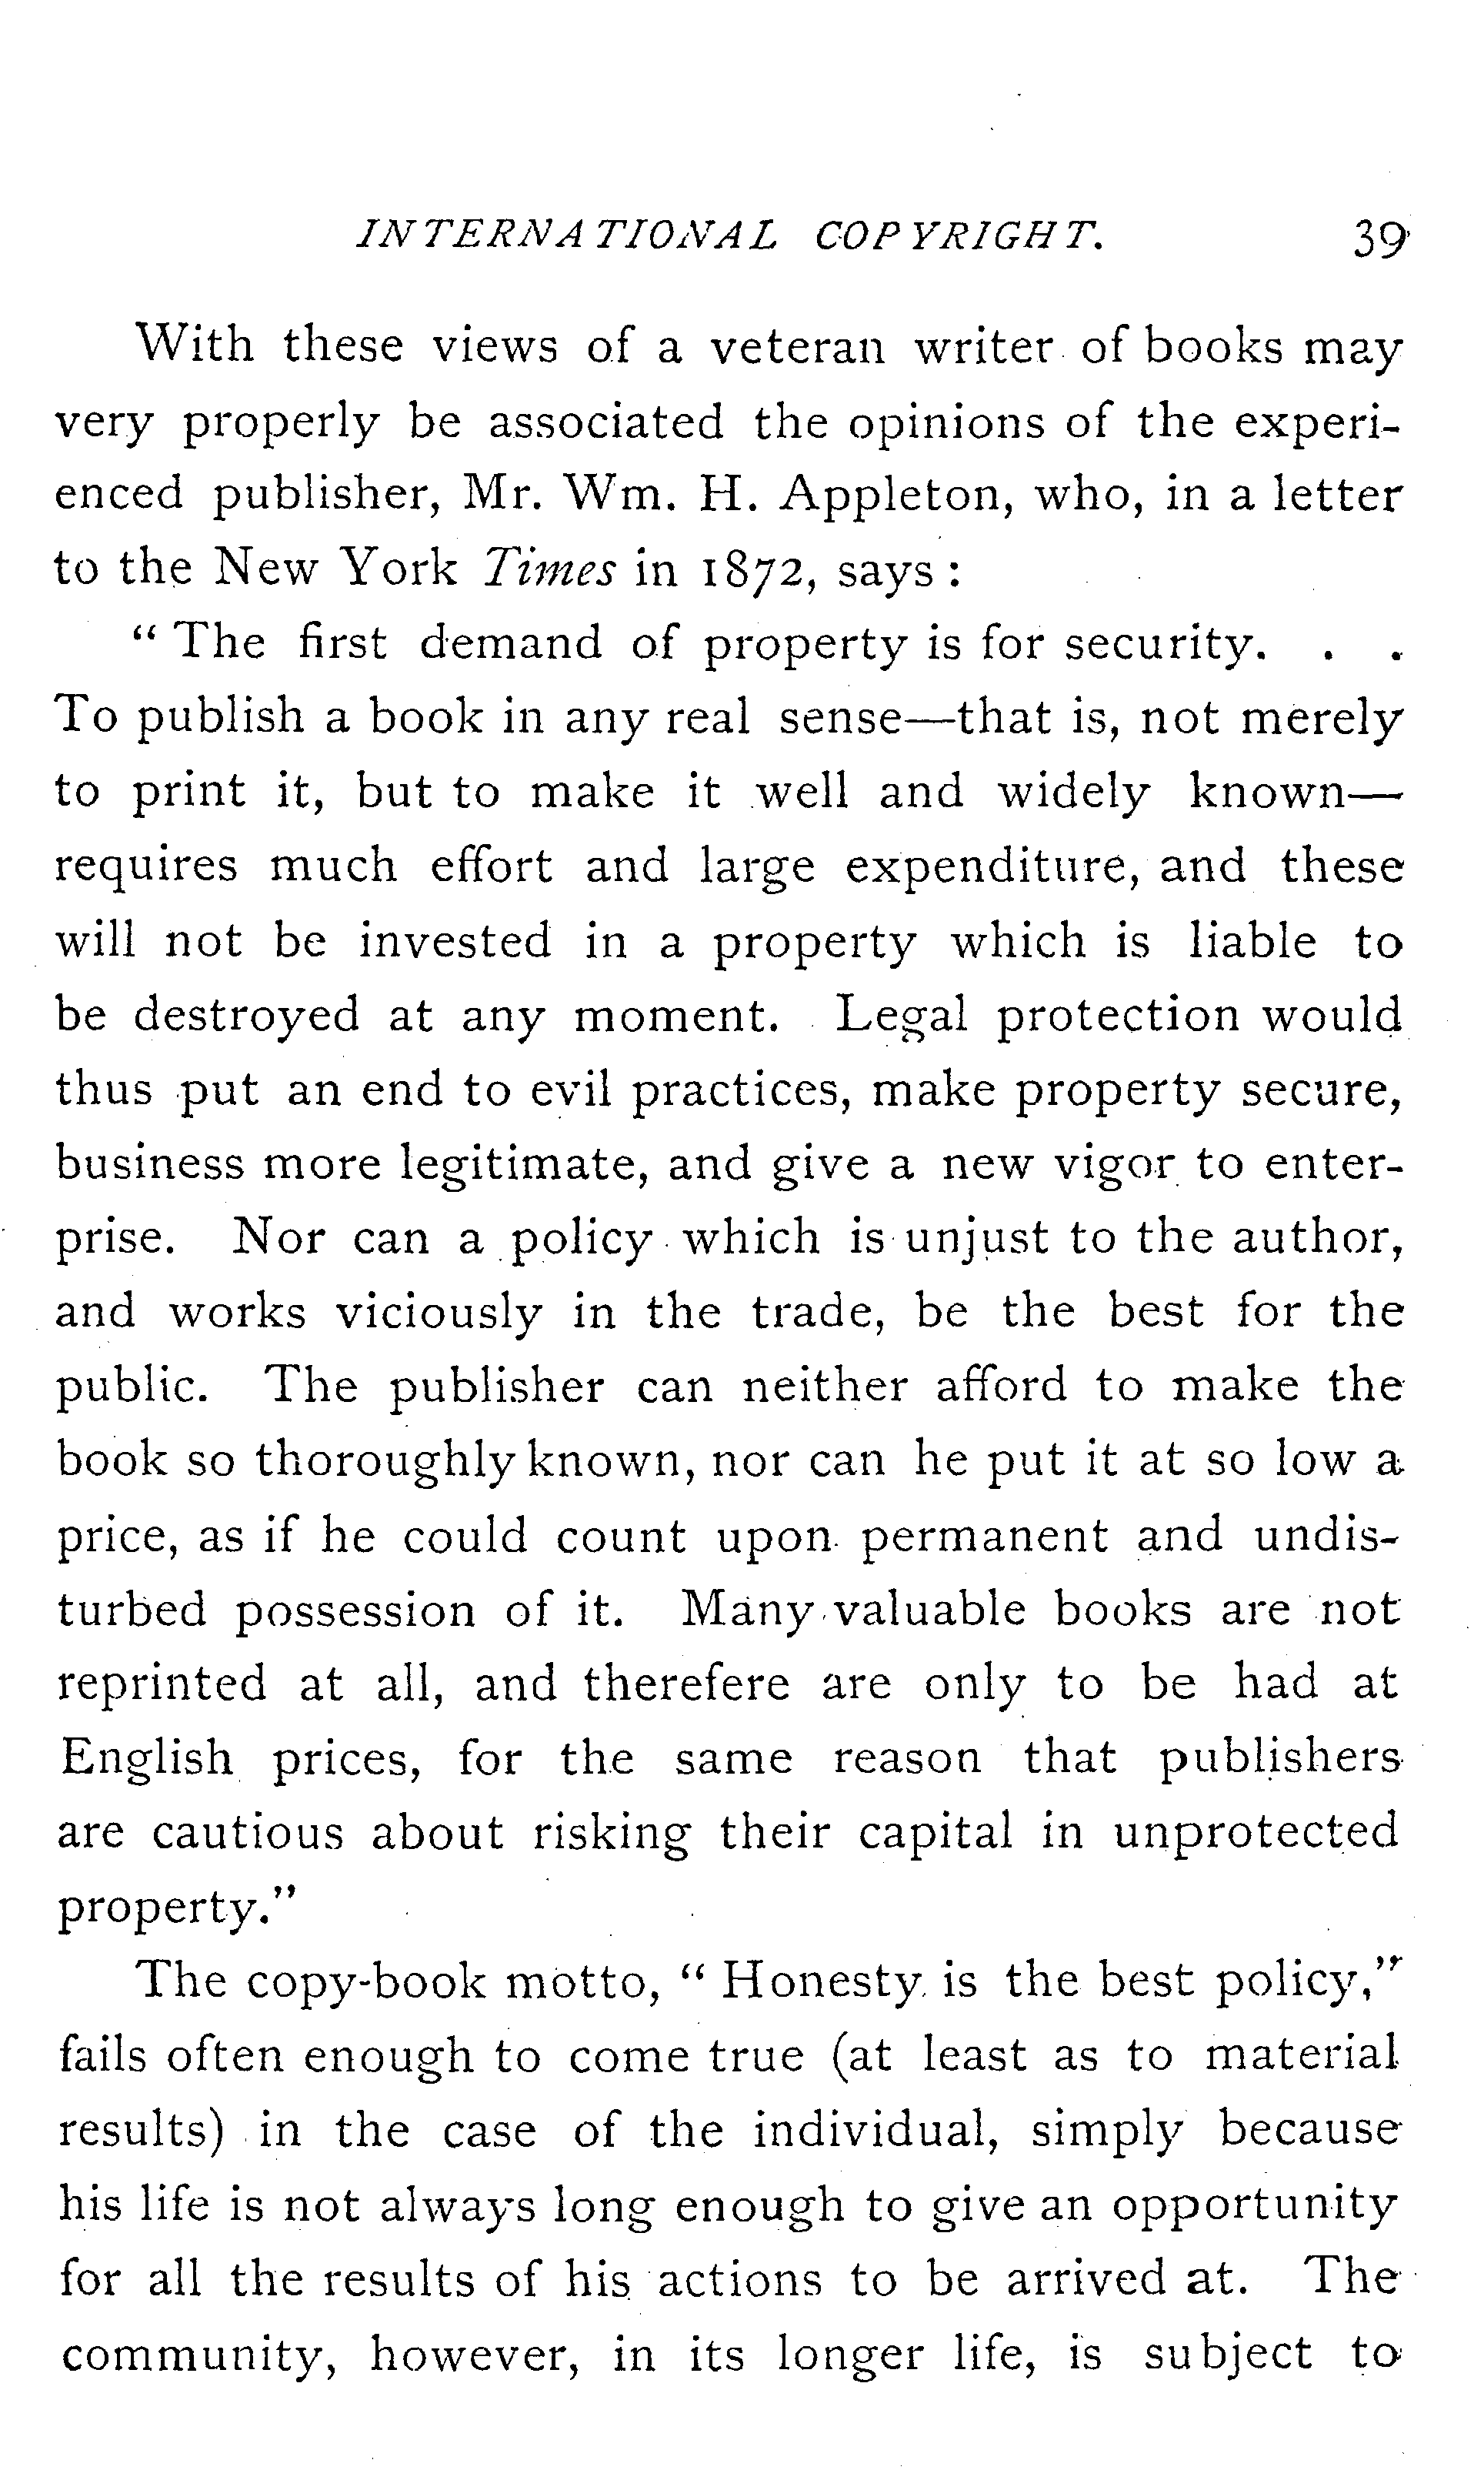 INTERNATIONAL COPYRIGHT. 39
With these views of a veteran writer of books may
very properly be associated the opinions of the experi-
enced publisher, Mr. Wm. H. Appleton, who, in a letter
to the New York Times in 1872, says :
“ The first demand of property is for security. . .
To publish a book in any real sense—that is, not merely
to print it, but to make it well and widely known—
requires much effort and large expenditure, and these
will not be invested in a property which is liable to
be destroyed at any moment. Legal protection would
thus put an end to evil practices, make property secure,
business more legitimate, and give a new vigor to enter-
prise. Nor can a policy which is unjust to the author,
and works viciously in the trade, be the best for the
public. The publisher can neither afford to make the
book so thoroughly known, nor can he put it at so low a
price, as if he could count upon permanent and undis-
turbed possession of it. Many valuable books are not
reprinted at all, and therefere are only to be had at
English prices, for the same reason that publishers
are cautious about risking their capital in unprotected
property.”
The copy-book motto, “ Honesty is the best policy,”
fails often enough to come true (at least as to material
results) in the case of the individual, simply because
his life is not always long enough to give an opportunity
for all the results of his actions to be arrived at. The
community, however, in its longer life, is subject to